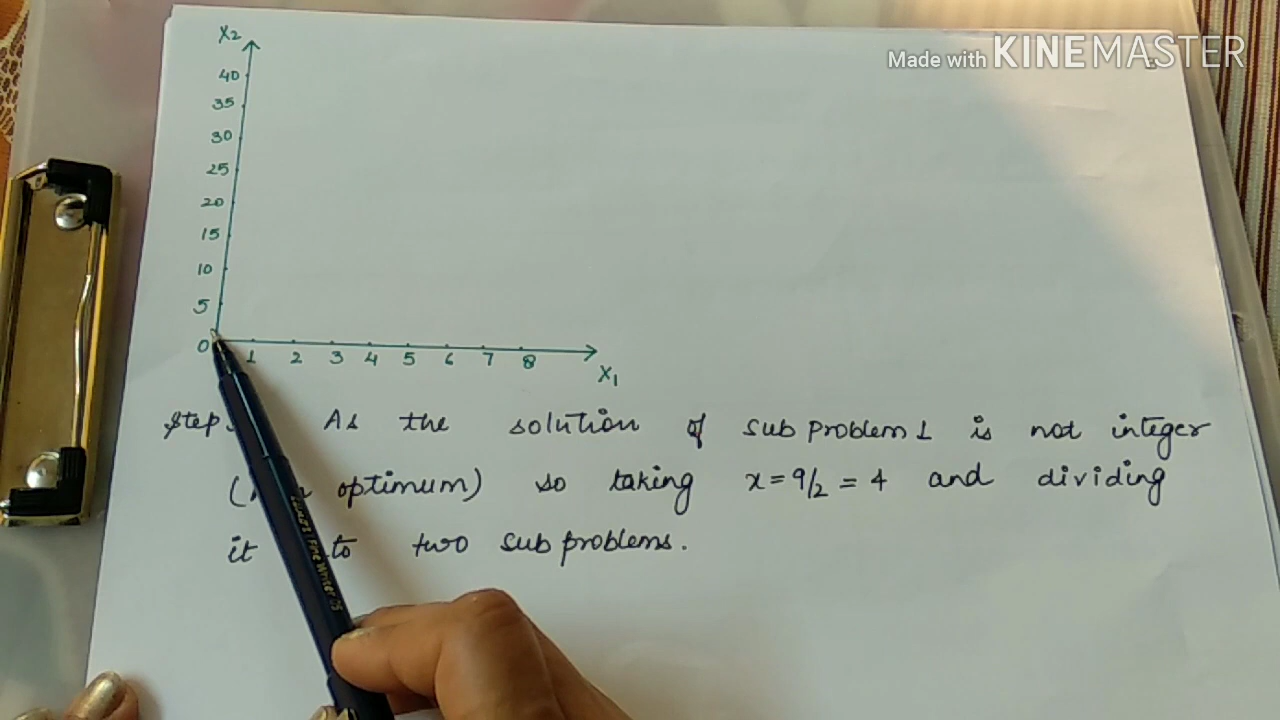 Made with KINEMASTER
X2
40
35
30
25
20
15
10
5
0
1 2 3 4 5 6 7 8
X1
Step As the solution of sub problem 1 is not integer
optimum) so taking x = 9/2 = 4 and dividing
it to two sub problems.